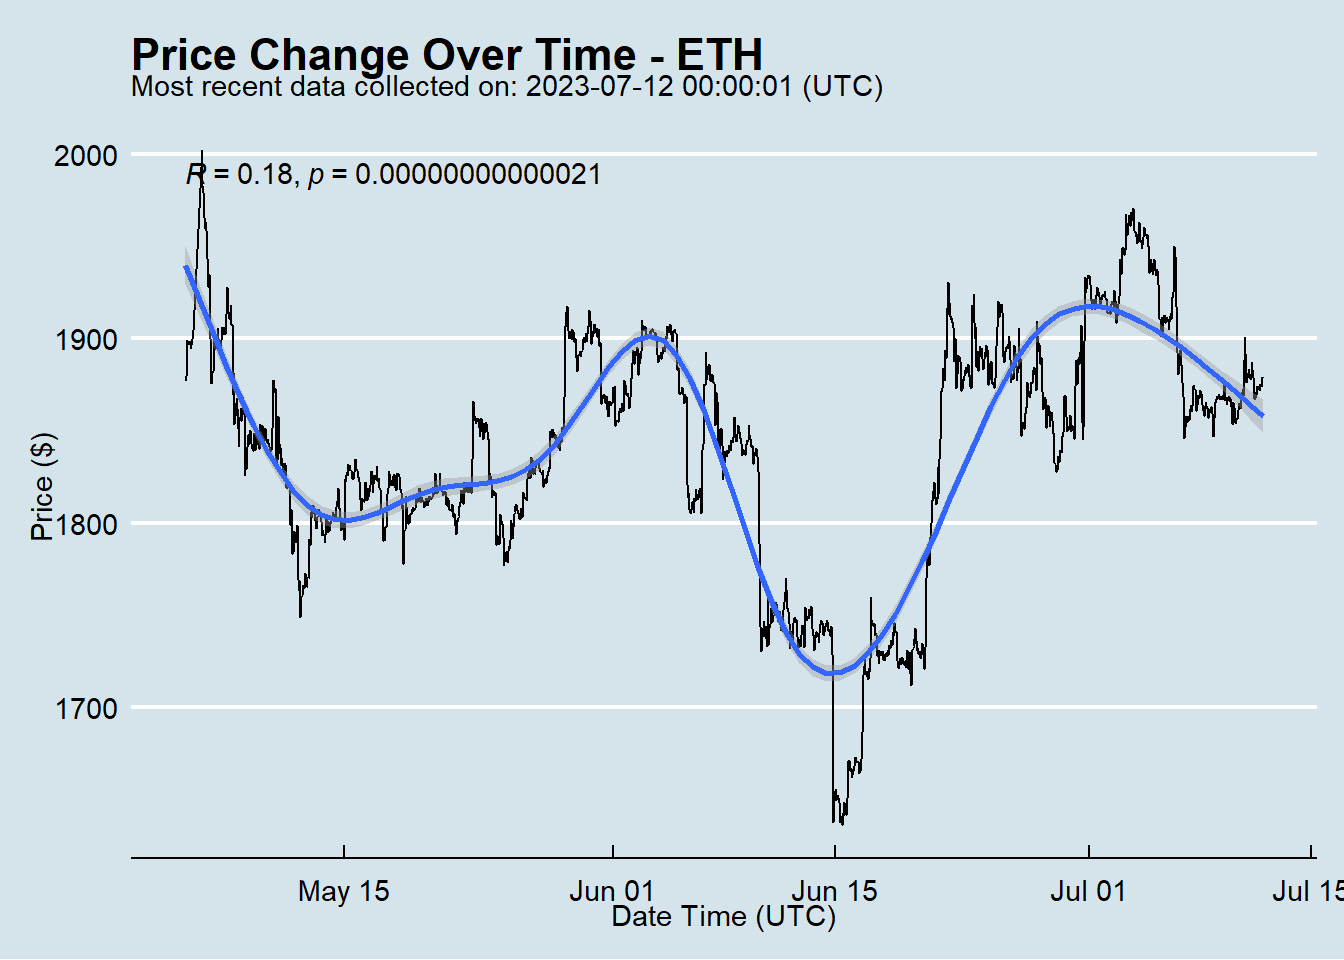 Price Change Over Time - ETH
Most recent data collected on: 2023-07-12 00:00:01 (UTC)
R = 0.18, p = 0.00000000000021
2000
1900
1800
1700
Price ($)
May 15
Jun 01
Jun 15
Jul 01
Jul 15
Date Time (UTC)